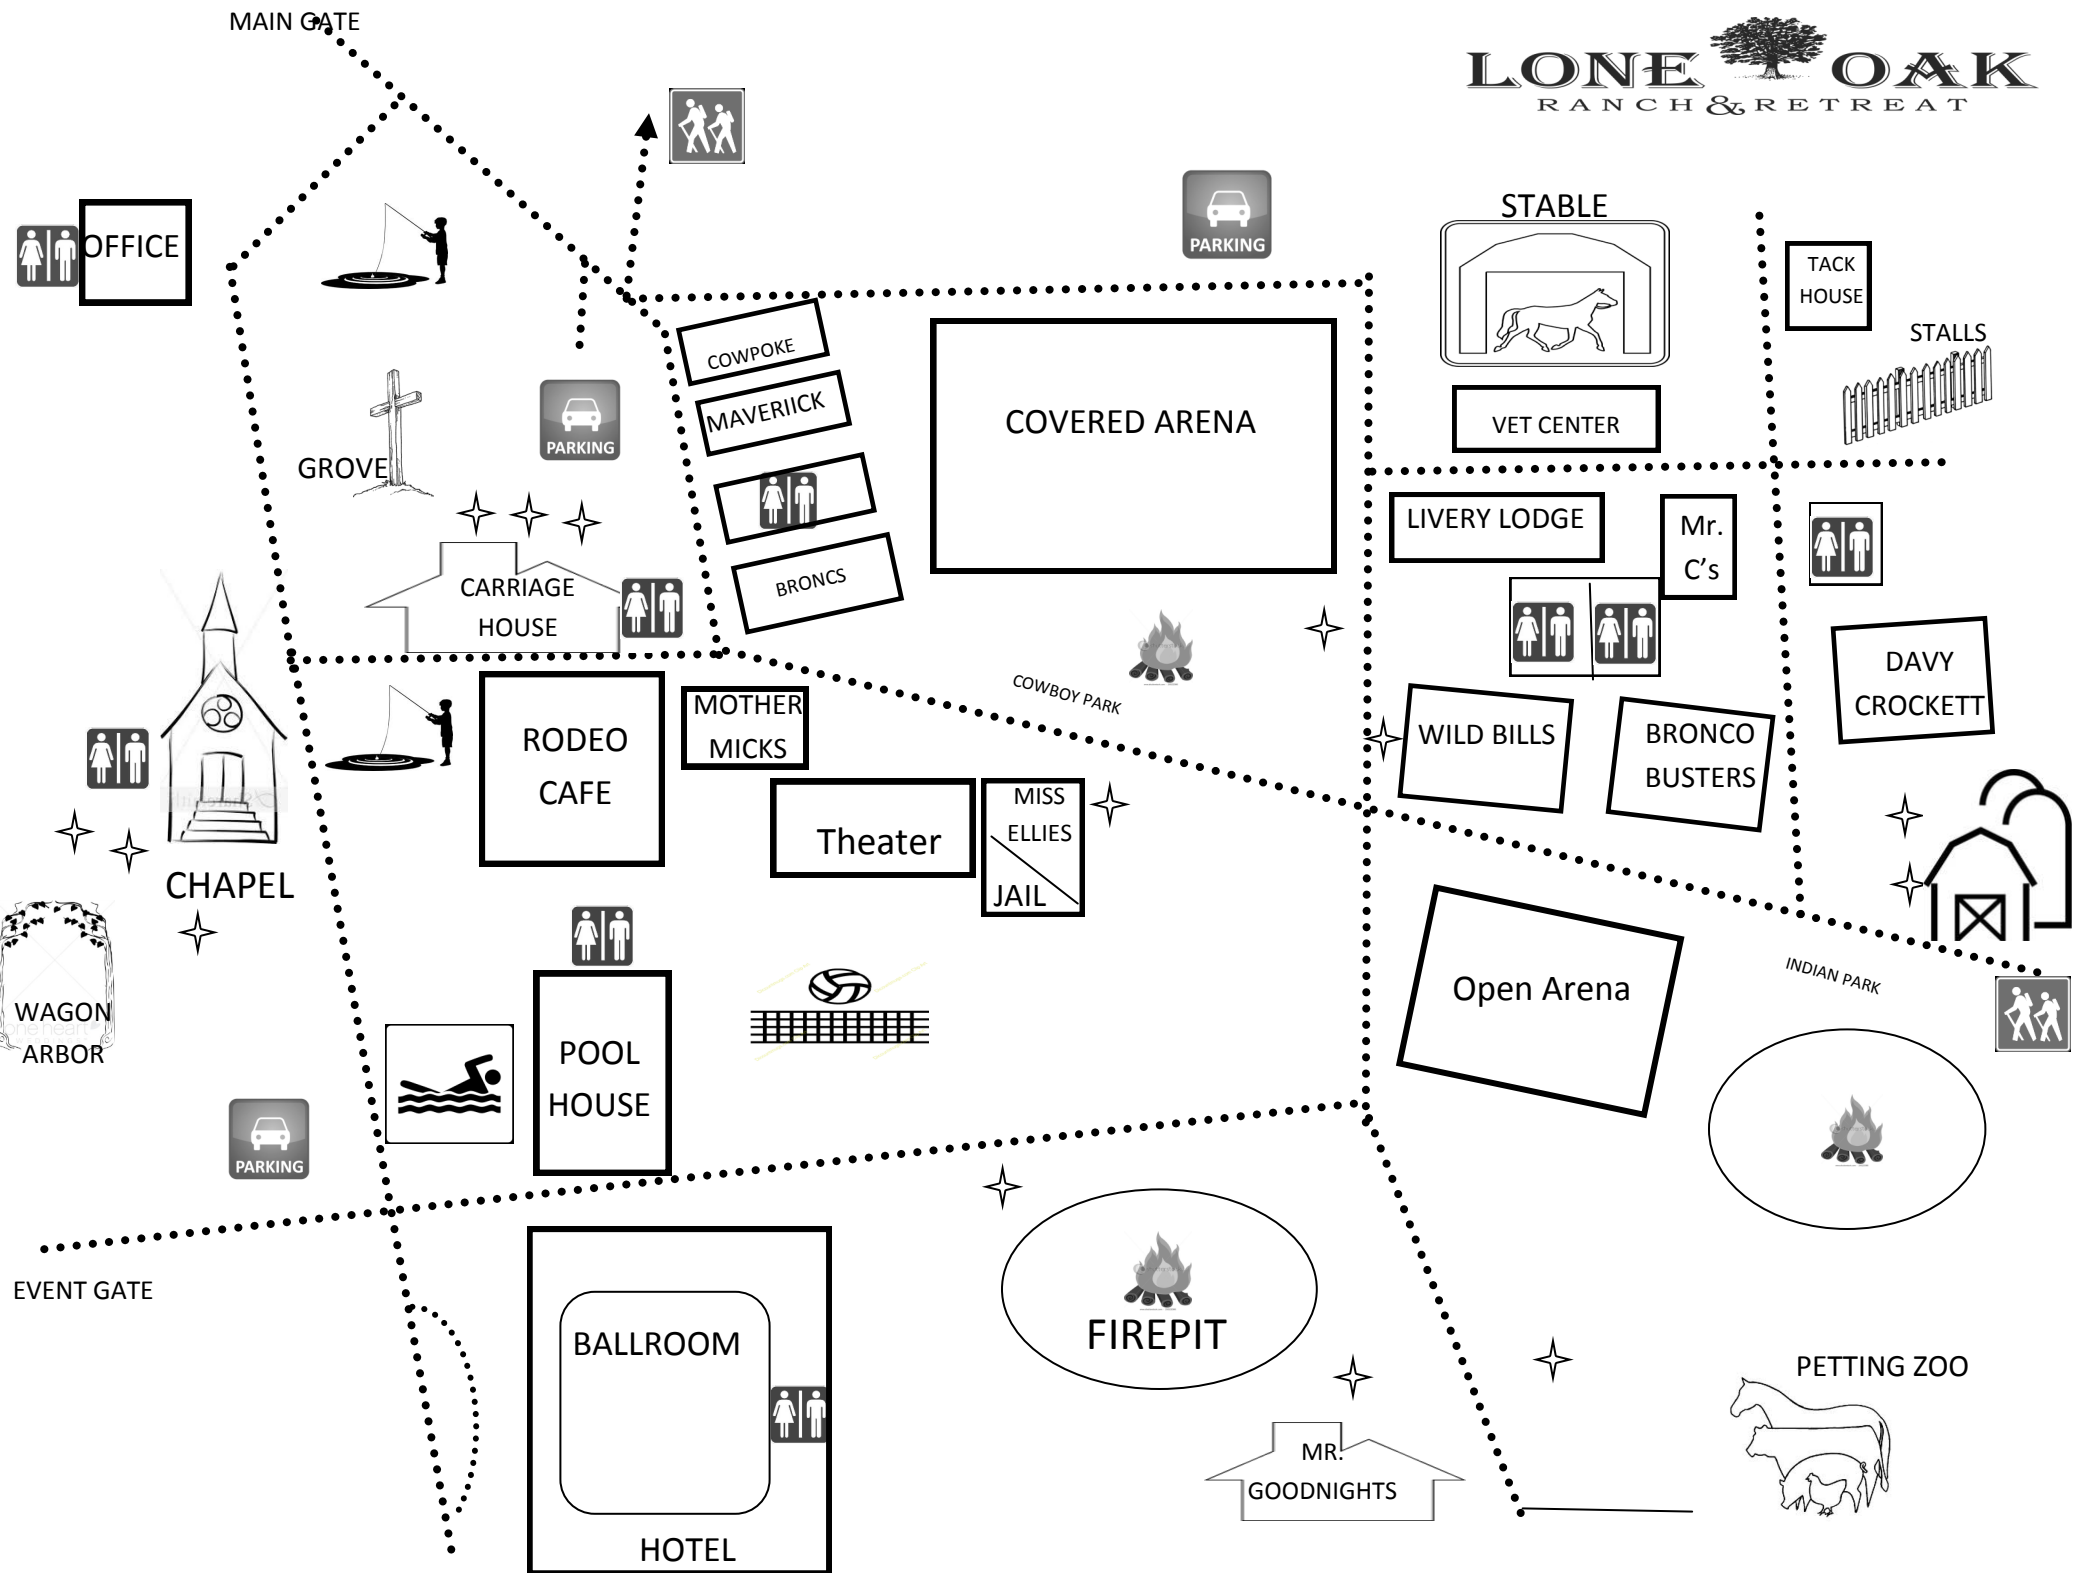 MAIN GATE
LONE OAK
RANCH & RETREAT
OFFICE
PARKING
STABLE
TACK
HOUSE
STALLS
COWPOKE
MAVERIICK
BRONCS
COVERED ARENA
VET CENTER
PARKING
GROVE
LIVERY LODGE
Mr.
C's
CARRIAGE
HOUSE
DAVY
CROCKETT
COWBOY PARK
RODEO
CAFE
MOTHER
MICKS
WILD BILLS
BRONCO
BUSTERS
Theater
MISS
ELLIES
JAIL
CHAPEL
WAGON
ARBOR
Open Arena
INDIAN PARK
POOL
HOUSE
PARKING
EVENT GATE
BALLROOM
HOTEL
FIREPIT
MR.
GOODNIGHTS
PETTING ZOO